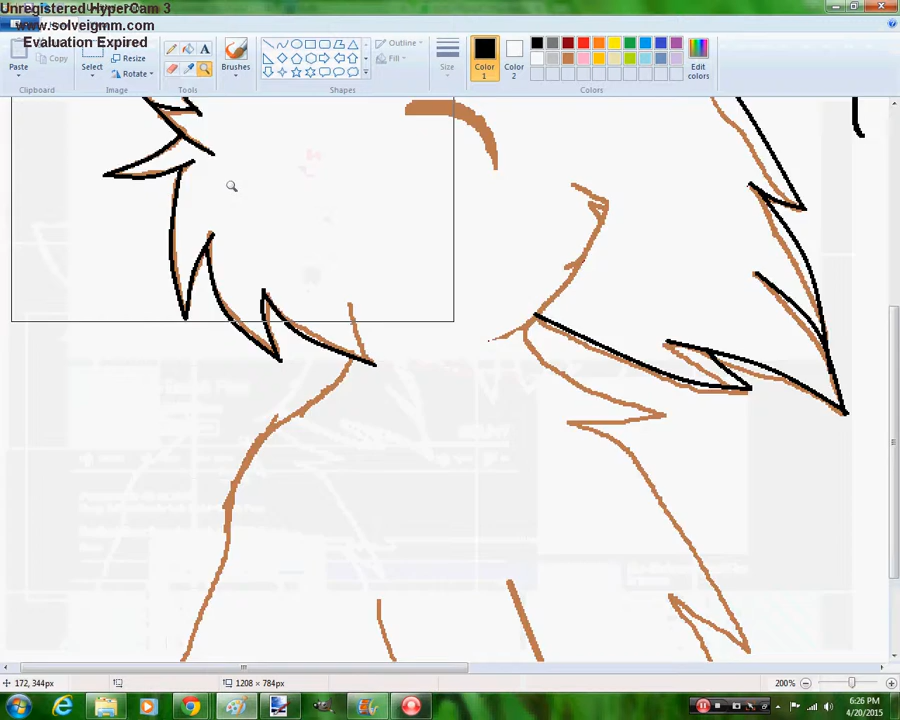 Unregistered HyperCam 3
www.solveigmm.com
Evaluation Expired
Paste
Copy
Select
Resize
Rotate
A
Brushes
Outline
Fill
Size
Color 1
Color 2
Edit colors
Clipboard
Image
Tools
Shapes
Colors
172, 344px
1208 × 784px
200%
6:26 PM
4/20/2015